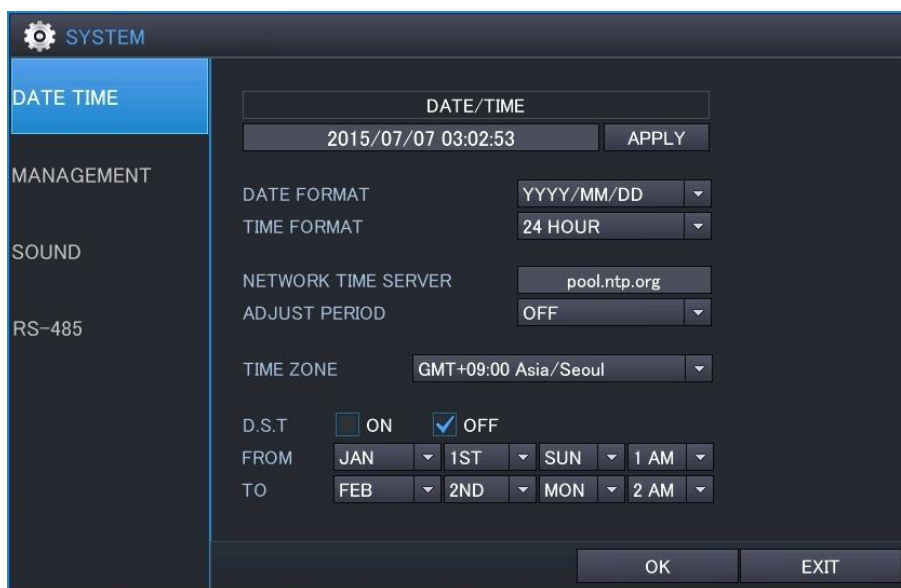 SYSTEM
DATE TIME
MANAGEMENT
SOUND
RS-485
DATE/TIME
2015/07/07 03:02:53 APPLY
DATE FORMAT YYYY/MM/DD
TIME FORMAT 24 HOUR
NETWORK TIME SERVER pool.ntp.org
ADJUST PERIOD OFF
TIME ZONE GMT+09:00 Asia/Seoul
D.S.T ON OFF
FROM JAN 1ST SUN 1 AM
TO FEB 2ND MON 2 AM
OK EXIT